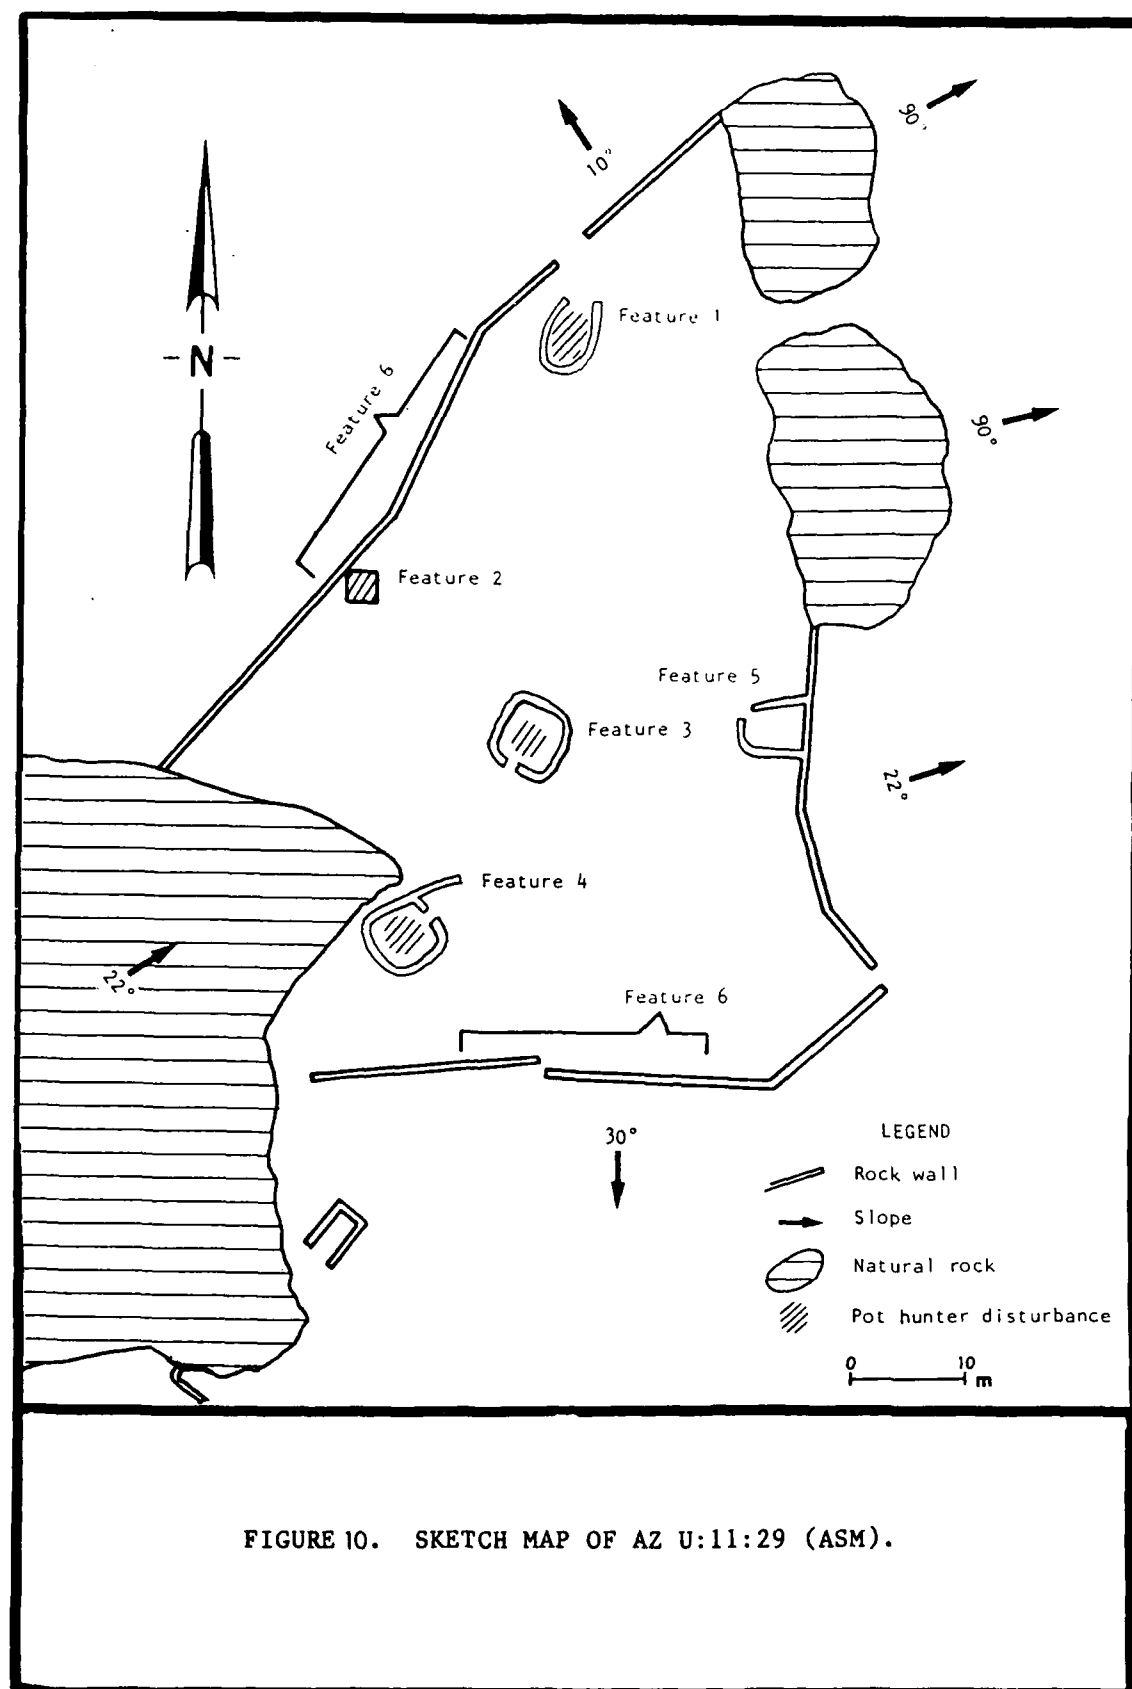 90°
10°
Feature 1
- N -
Feature 6
90°
Feature 2
Feature 5
Feature 3
22°
Feature 4
22°
Feature 6
30°
LEGEND
Rock wall
Slope
Natural rock
Pot hunter disturbance
0 10
m
FIGURE 10. SKETCH MAP OF AZ U:11:29 (ASM).